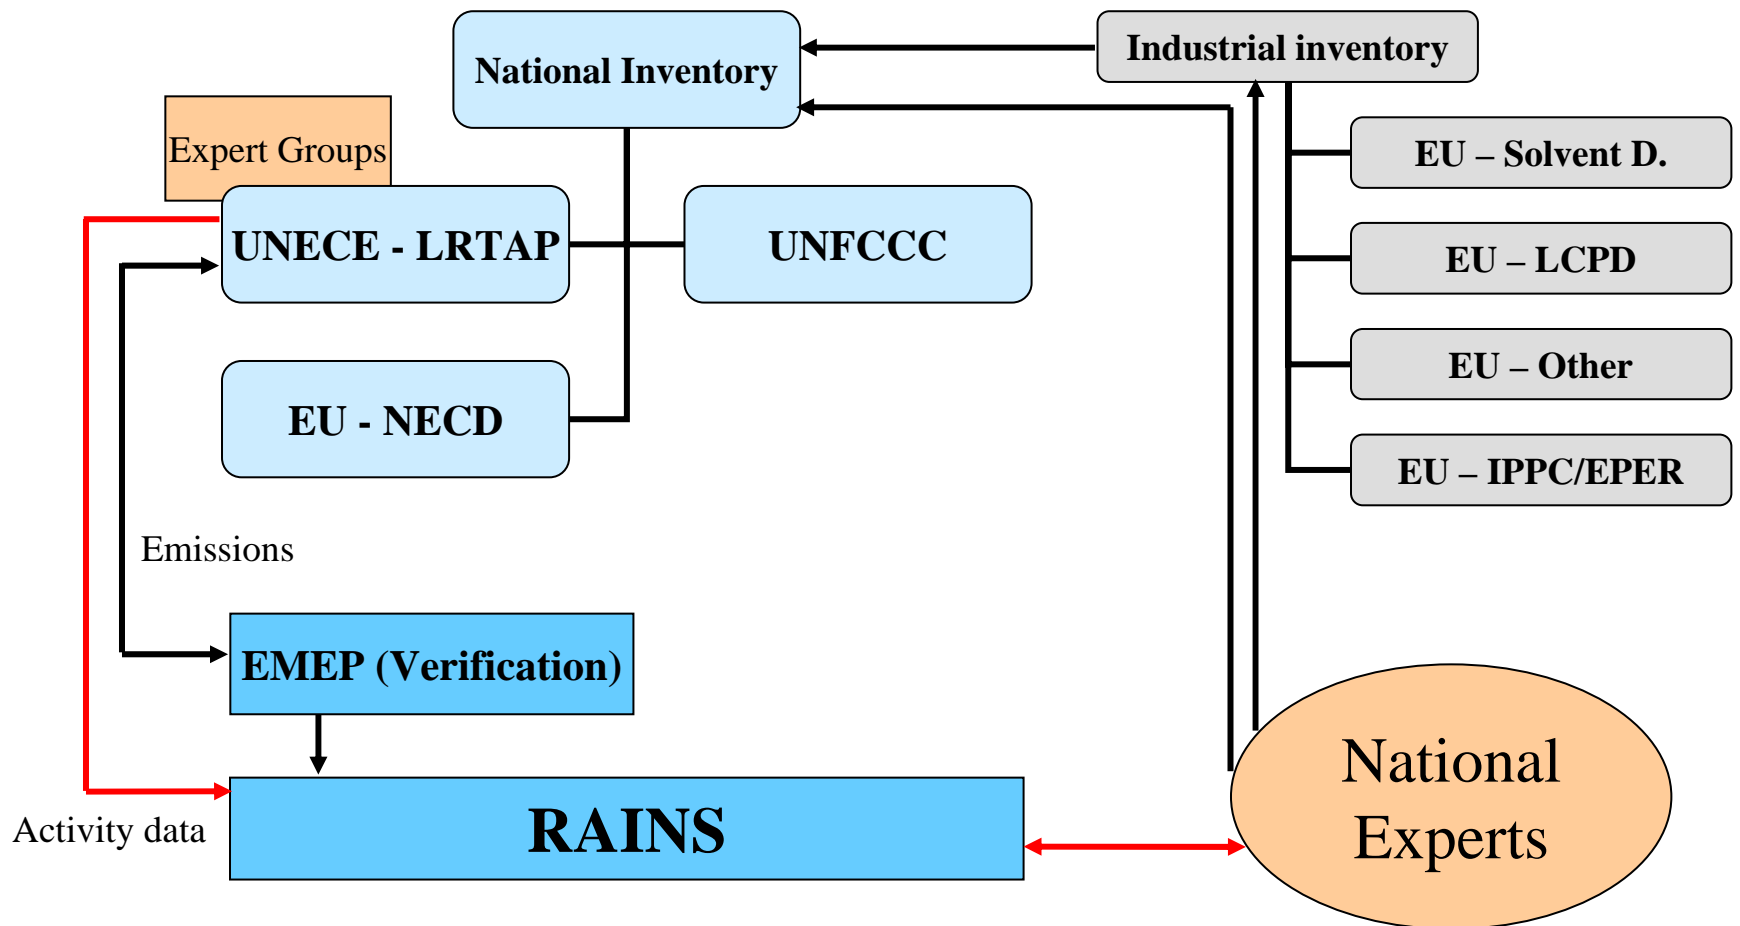 National Inventory
Industrial inventory
Expert Groups
EU – Solvent D.
UNECE - LRTAP
UNFCCC
EU – LCPD
EU – Other
EU - NECD
EU – IPPC/EPER
Emissions
EMEP (Verification)
National
Experts
RAINS
Activity data